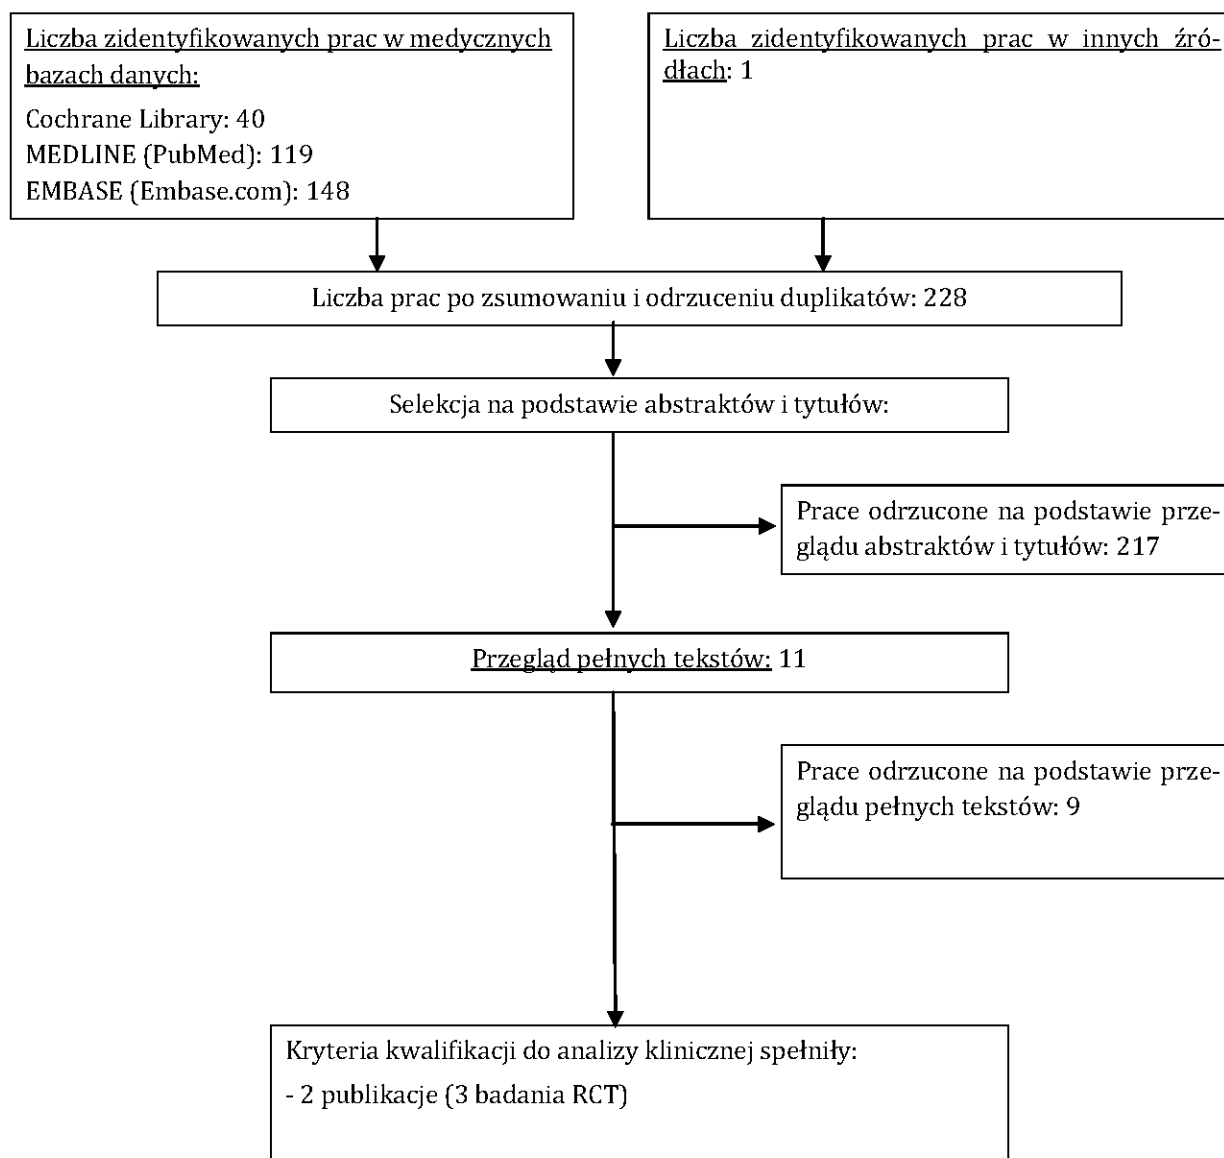 Liczba zidentyfikowanych prac w medycznych
bazach danych:
Cochrane Library: 40
MEDLINE (PubMed): 119
EMBASE (Embase.com): 148
Liczba zidentyfikowanych prac w innych źró-
dłach: 1
Liczba prac po zsumowaniu i odrzuceniu duplikatów: 228
Selekcja na podstawie abstraktów i tytułów:
Prace odrzucone na podstawie prze-
glądu abstraktów i tytułów: 217
Przegląd pełnych tekstów: 11
Prace odrzucone na podstawie prze-
glądu pełnych tekstów: 9
Kryteria kwalifikacji do analizy klinicznej spełniły:
- 2 publikacje (3 badania RCT)